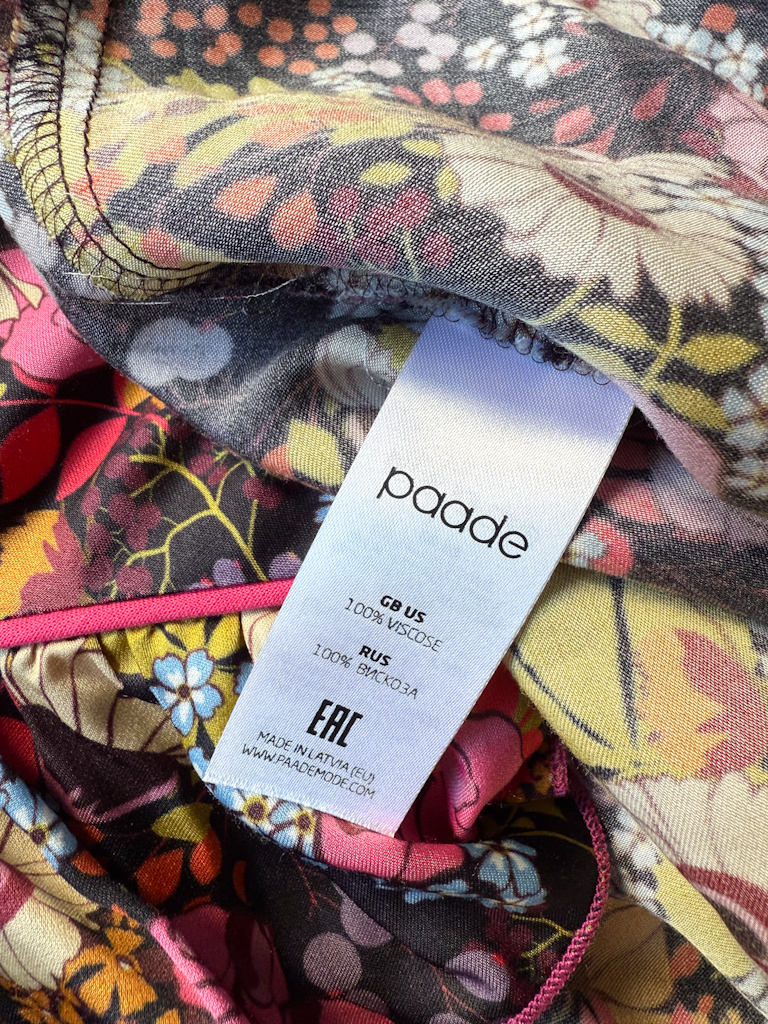 paade
GB US
100% VISCOSE
RUS
100% ВИСКОЗА
EAC
MADE IN LATVIA (EU)
WWW.PAADEMODE.COM